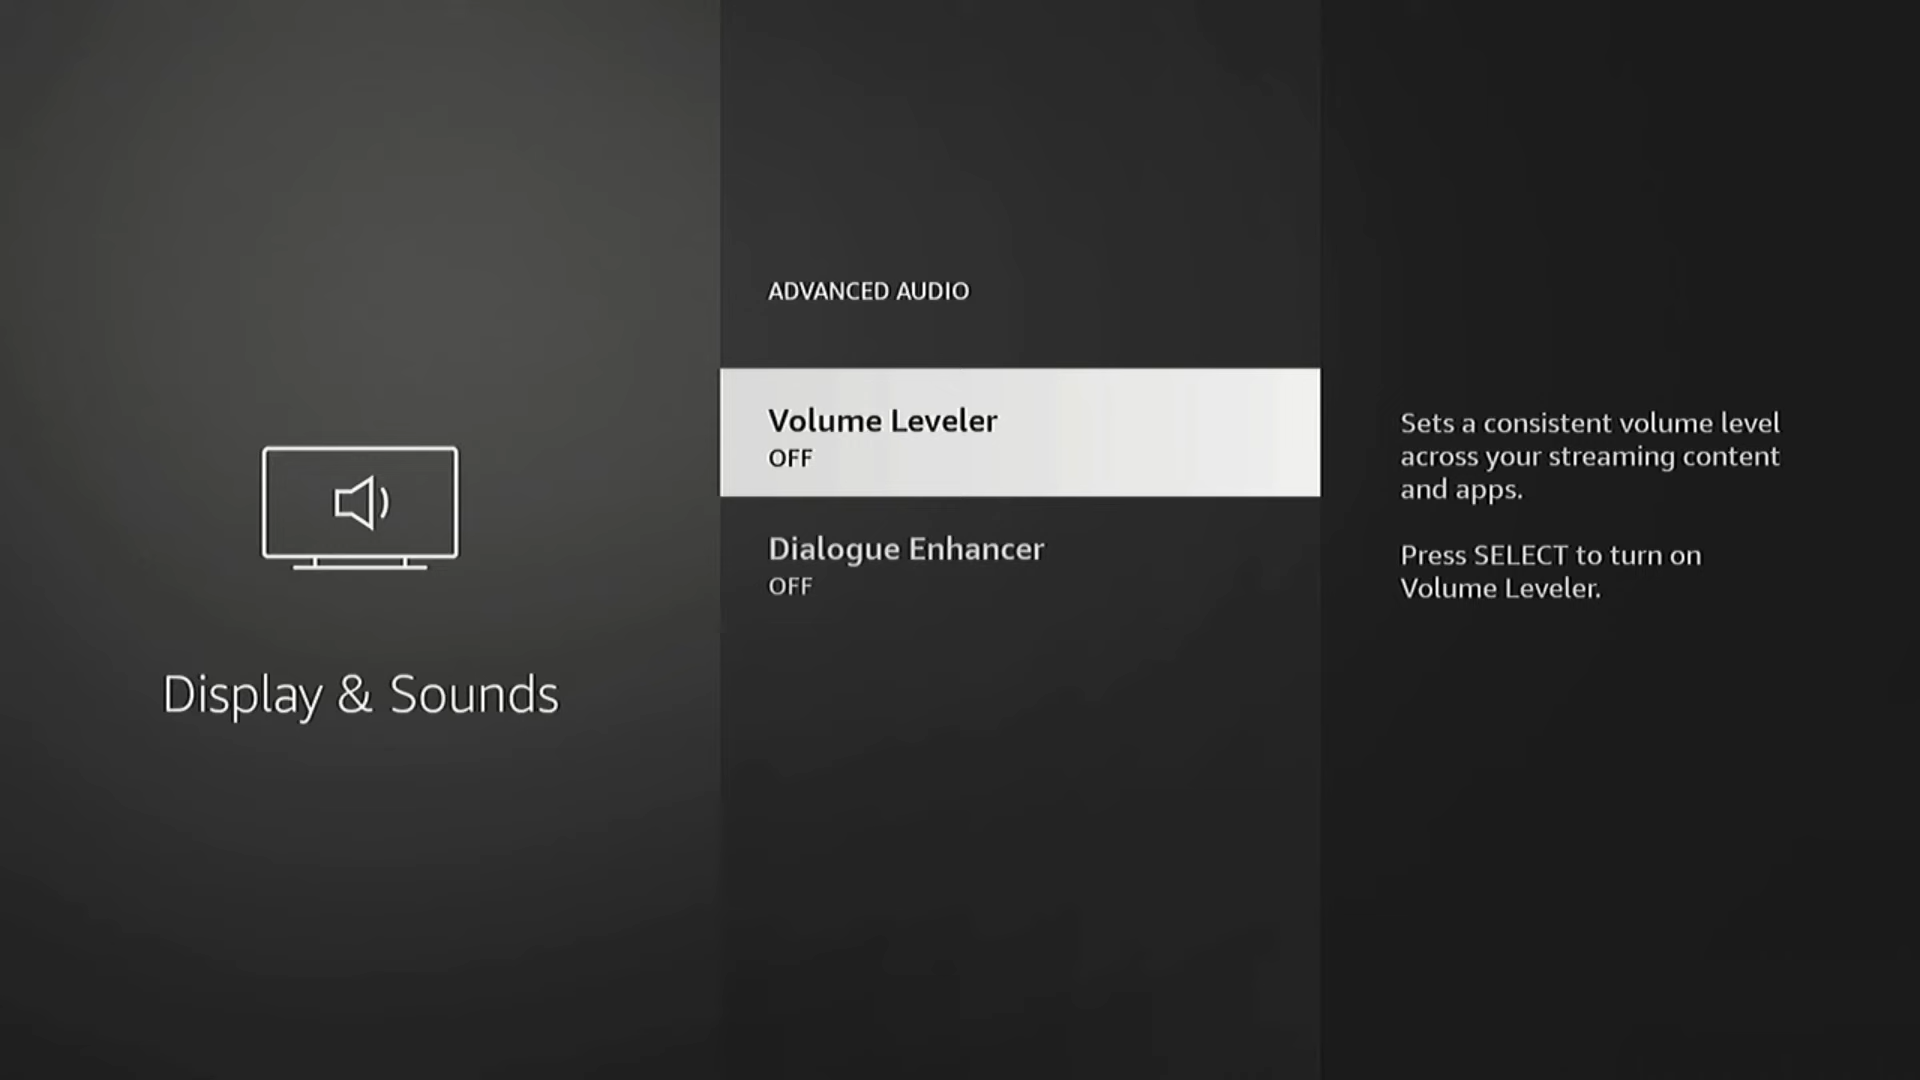 Display & Sounds
ADVANCED AUDIO
Volume Leveler
OFF
Dialogue Enhancer
OFF
Sets a consistent volume level
across your streaming content
and apps.
Press SELECT to turn on
Volume Leveler.